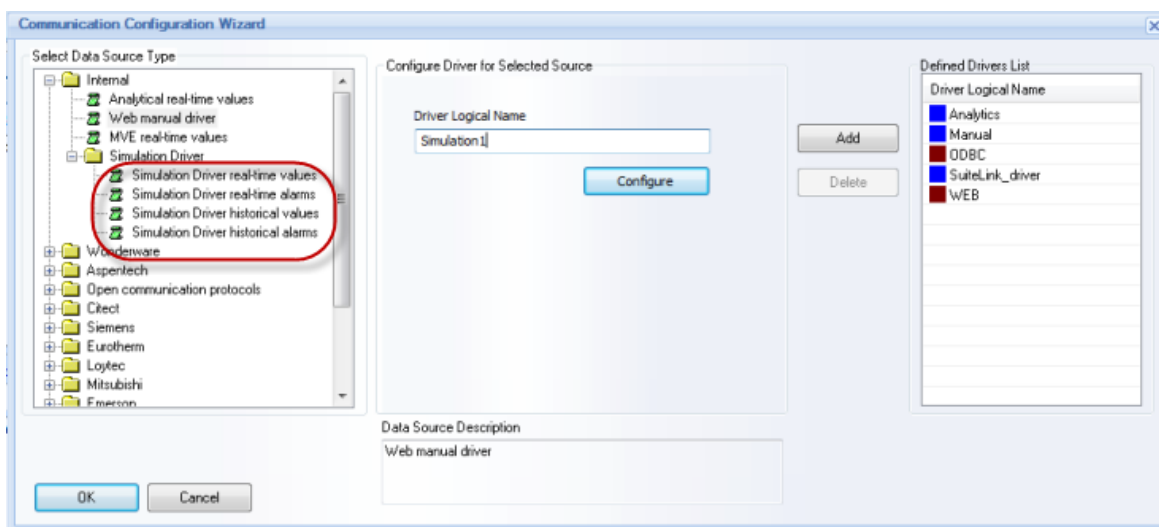 Communication Configuration Wizard
Select Data Source Type
Internal
Analytical real-time values
Web manual driver
MVE real-time values
Simulation Driver
Simulation Driver real-time values
Simulation Driver real-time alarms
Simulation Driver historical values
Simulation Driver historical alarms
Wonderware
Aspentech
Open communication protocols
Citect
Siemens
Eurotherm
Loytec
Mitsubishi
Emerson
OK
Cancel
Configure Driver for Selected Source
Driver Logical Name
Simulation1
Configure
Data Source Description
Web manual driver
Add
Delete
Defined Drivers List
Driver Logical Name
Analytics
Manual
ODBC
SuiteLink_driver
WEB